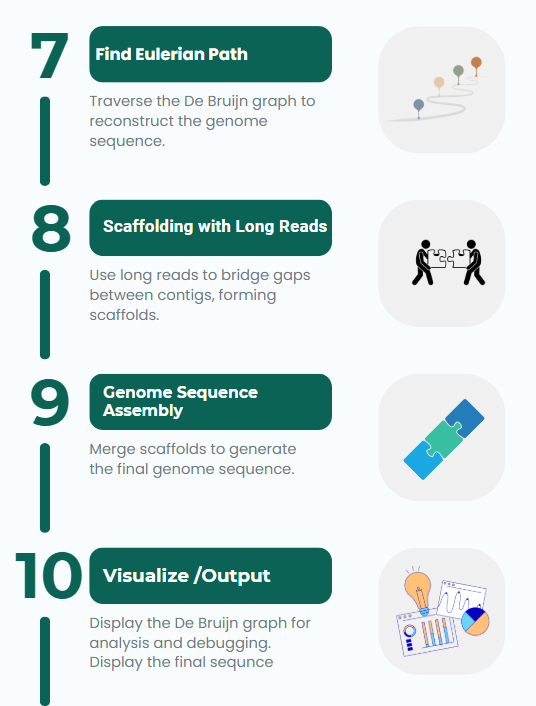 7
Find Eulerian Path
Traverse the De Bruijn graph to
reconstruct the genome
sequence.
8
Scaffolding with Long Reads
Use long reads to bridge gaps
between contigs, forming
scaffolds.
9
Genome Sequence
Assembly
Merge scaffolds to generate
the final genome sequence.
10
Visualize /Output
Display the De Bruijn graph for
analysis and debugging.
Display the final sequnce